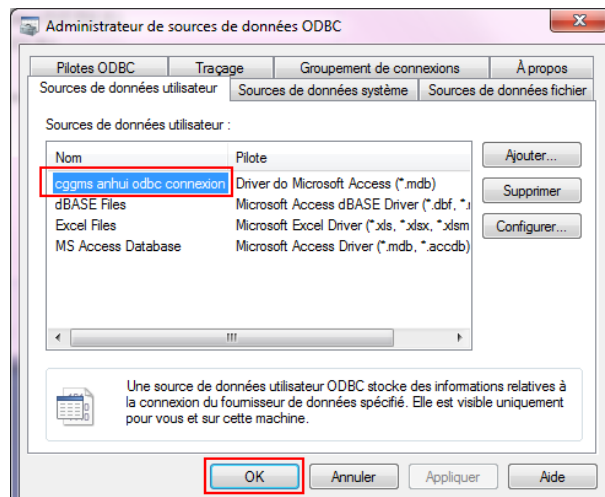 Administrateur de sources de données ODBC
Pilotes ODBC Traçage Groupement de connexions À propos
Sources de données utilisateur Sources de données système Sources de données fichier
Sources de données utilisateur :
Nom Pilote
cggms anhui odbc connexion Driver do Microsoft Access (*.mdb)
dBASE Files Microsoft Access dBASE Driver (*.dbf, *.
Excel Files Microsoft Excel Driver (*.xls, *.xlsx, *.xlsm
MS Access Database Microsoft Access Driver (*.mdb, *.accdb)
Ajouter...
Supprimer
Configurer...
Une source de données utilisateur ODBC stocke des informations relatives à
la connexion du fournisseur de données spécifié. Elle est visible uniquement
pour vous et sur cette machine.
OK Annuler Appliquer Aide